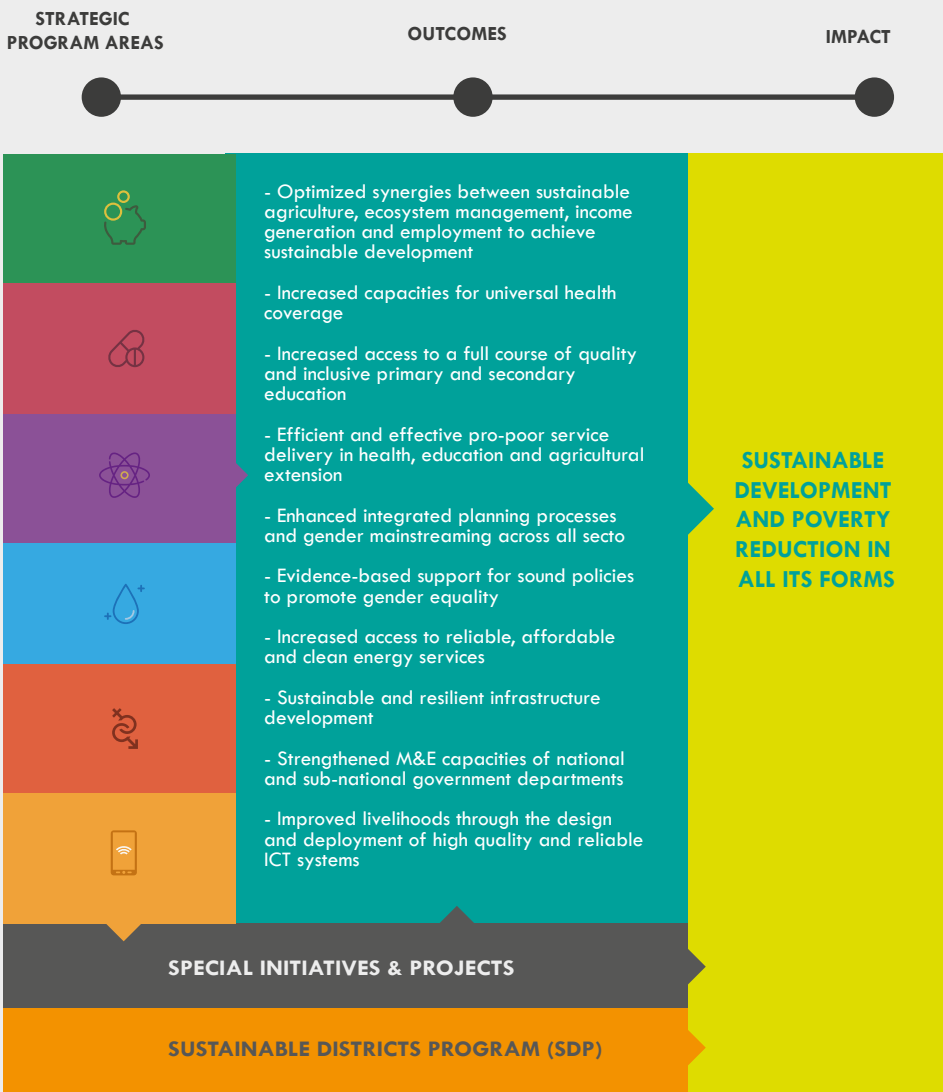 STRATEGIC
PROGRAM AREAS
OUTCOMES
IMPACT
- Optimized synergies between sustainable
agriculture, ecosystem management, income
generation and employment to achieve
sustainable development
- Increased capacities for universal health
coverage
- Increased access to a full course of quality
and inclusive primary and secondary
education
- Efficient and effective pro-poor service
delivery in health, education and agricultural
extension
- Enhanced integrated planning processes
and gender mainstreaming across all secto
- Evidence-based support for sound policies
to promote gender equality
- Increased access to reliable, affordable
and clean energy services
- Sustainable and resilient infrastructure
development
- Strengthened M&E capacities of national
and sub-national government departments
- Improved livelihoods through the design
and deployment of high quality and reliable
ICT systems
SUSTAINABLE
DEVELOPMENT
AND POVERTY
REDUCTION IN
ALL ITS FORMS
SPECIAL INITIATIVES & PROJECTS
SUSTAINABLE DISTRICTS PROGRAM (SDP)